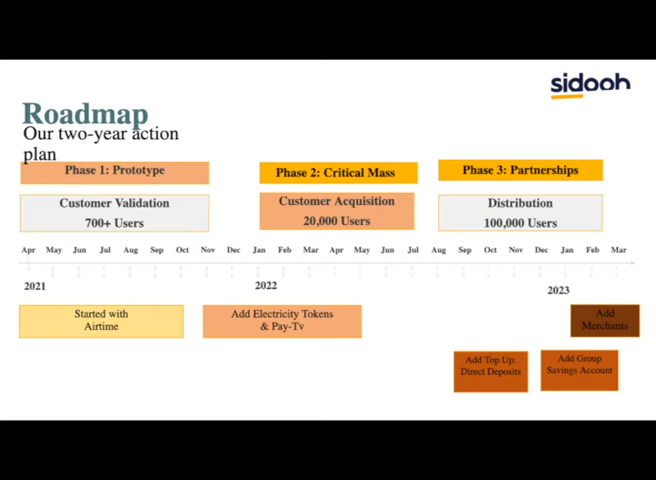 sidooh
Roadmap
Our two-year action
plan
Phase 1: Prototype
Phase 2: Critical Mass
Phase 3: Partnerships
Customer Validation
700+ Users
Customer Acquisition
20,000 Users
Distribution
100,000 Users
Apr May Jun Jul Aug Sep Oct Nov Dec Jan Feb Mar Apr May Jun Jul Aug Sep Oct Nov Dec Jan Feb Mar
2021 2022 2023
Started with
Airtime
Add Electricity Tokens
& Pay-Tv
Add
Merchants
Add Top Up:
Direct Deposits
Add Group
Savings Account